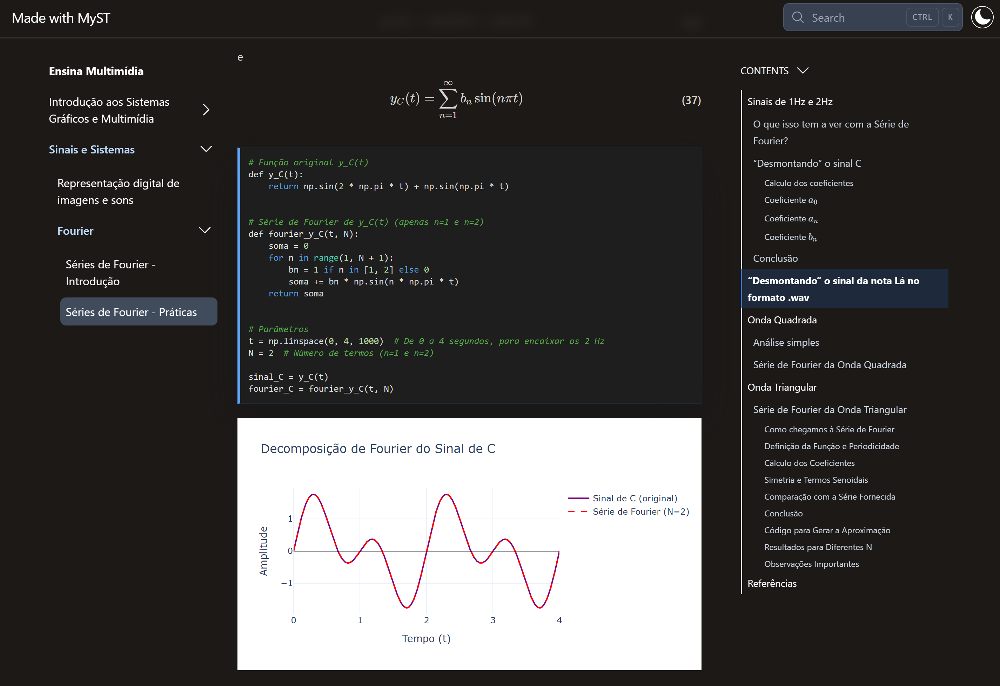 Made with MyST
Search CTRL K
Ensina Multimídia
Introdução aos Sistemas
Gráficos e Multimídia
Sinais e Sistemas
Representação digital de
imagens e sons
Fourier
Séries de Fourier -
Introdução
Séries de Fourier - Práticas
e
y_C(t) = \sum_{n=1}^{∞} b_n sin(nπt) (37)
# Função original y_C(t)
def y_C(t):
    return np.sin(2 * np.pi * t) + np.sin(np.pi * t)
# Série de Fourier de y_C(t) (apenas n=1 e n=2)
def fourier_y_C(t, N):
    soma = 0
    for n in range(1, N + 1):
        bn = 1 if n in [1, 2] else 0
        soma += bn * np.sin(n * np.pi * t)
    return soma
# Parâmetros
t = np.linspace(0, 4, 1000)  # De 0 a 4 segundos, para encaixar os 2 Hz
N = 2  # Número de termos (n=1 e n=2)
sinal_C = y_C(t)
fourier_C = fourier_y_C(t, N)
Decomposição de Fourier do Sinal de C
Sinal de C (original)
Série de Fourier (N=2)
Amplitude
1
0
−1
0 1 2 3 4
Tempo (t)
CONTENTS
Sinais de 1Hz e 2Hz
O que isso tem a ver com a Série de
Fourier?
“Desmontando” o sinal C
Cálculo dos coeficientes
Coeficiente a_0
Coeficiente a_n
Coeficiente b_n
Conclusão
“Desmontando” o sinal da nota Lá no
formato .wav
Onda Quadrada
Análise simples
Série de Fourier da Onda Quadrada
Onda Triangular
Série de Fourier da Onda Triangular
Como chegamos à Série de Fourier
Definição da Função e Periodicidade
Cálculo dos Coeficientes
Simetria e Termos Senoidais
Comparação com a Série Fornecida
Conclusão
Código para Gerar a Aproximação
Resultados para Diferentes N
Observações Importantes
Referências